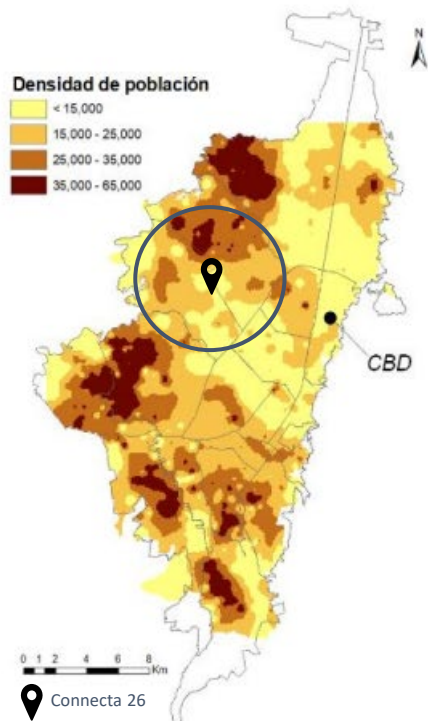 N
Densidad de población
< 15,000
15,000 - 25,000
25,000 - 35,000
35,000 - 65,000
CBD
0 1 2 4 6 8
Km
Connecta 26